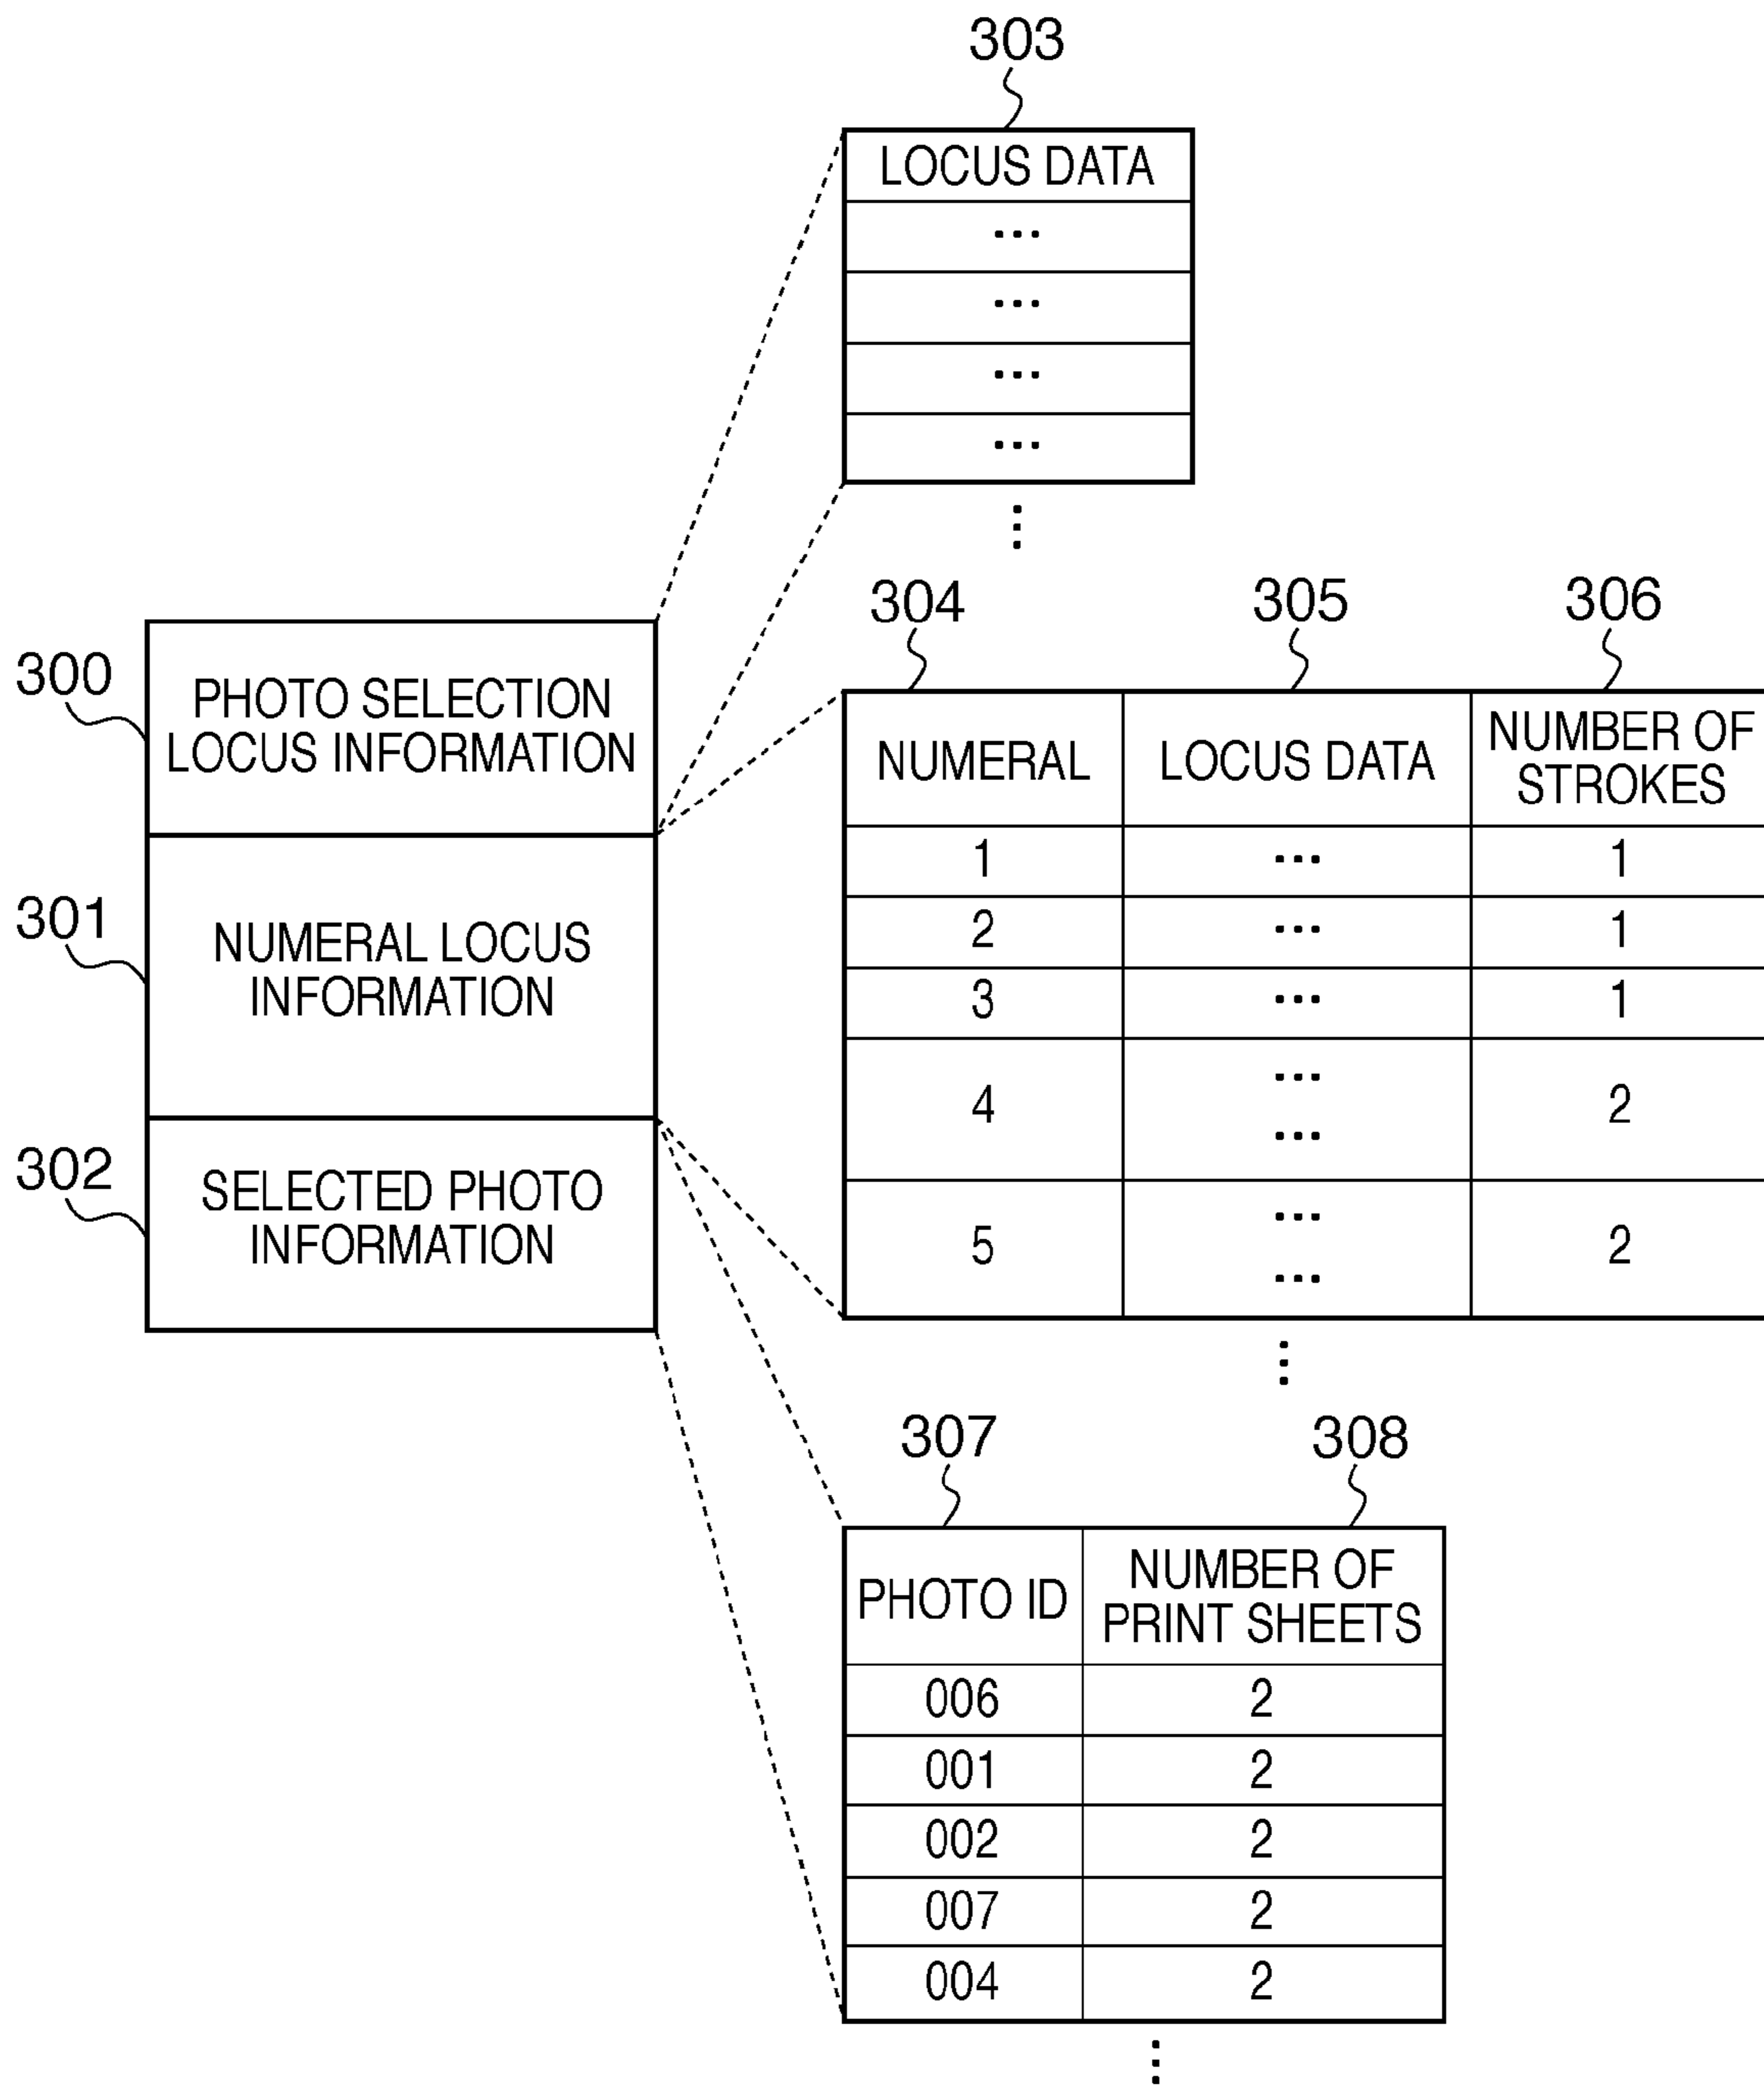 303
LOCUS DATA
...
...
...
...
⋮
300
PHOTO SELECTION
LOCUS INFORMATION
301
NUMERAL LOCUS
INFORMATION
302
SELECTED PHOTO
INFORMATION
304 305 306
NUMERAL LOCUS DATA NUMBER OF
STROKES
1 ... 1
2 ... 1
3 ... 1
4 ... 2
...
5 ... 2
...
⋮
307 308
PHOTO ID NUMBER OF
PRINT SHEETS
006 2
001 2
002 2
007 2
004 2
⋮